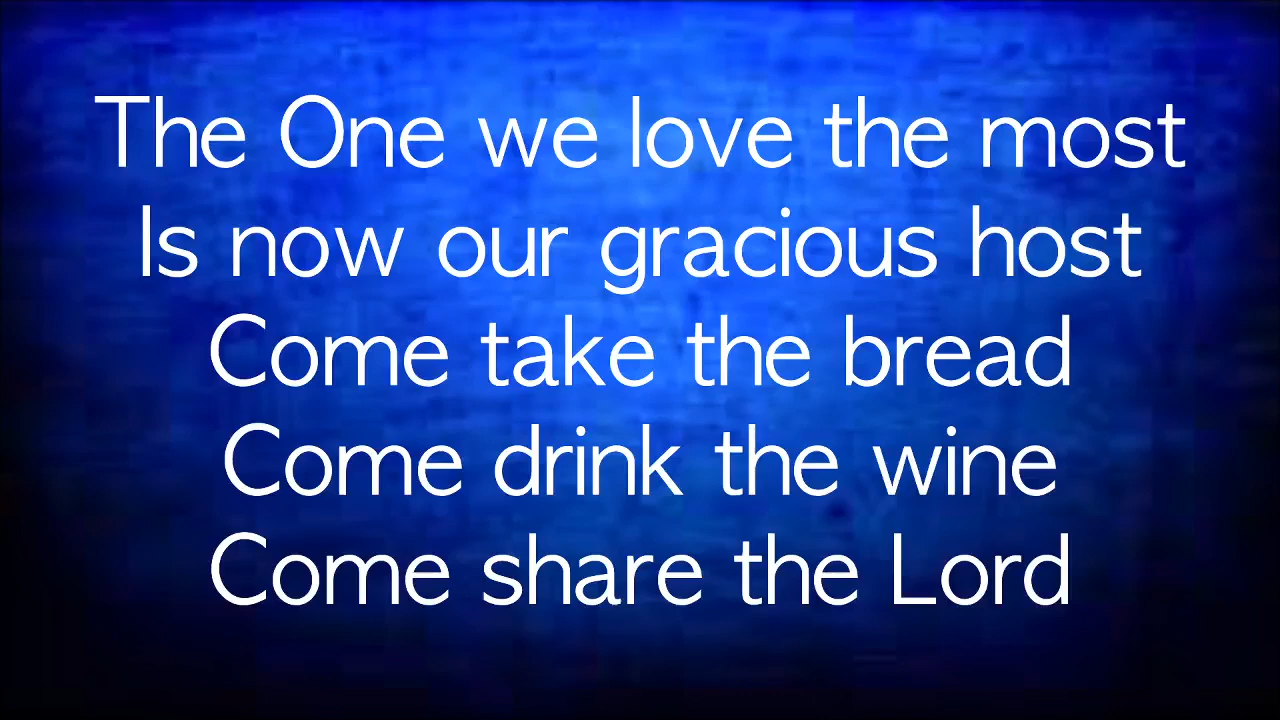 The One we love the most
Is now our gracious host
Come take the bread
Come drink the wine
Come share the Lord